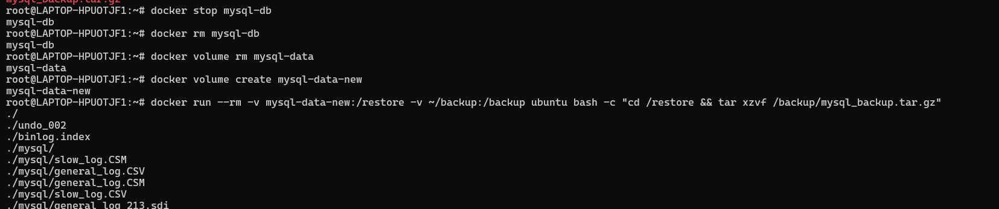 mysql_backup.tar.gz
root@LAPTOP-HPUOTJF1:~# docker stop mysql-db
mysql-db
root@LAPTOP-HPUOTJF1:~# docker rm mysql-db
mysql-db
root@LAPTOP-HPUOTJF1:~# docker volume rm mysql-data
mysql-data
root@LAPTOP-HPUOTJF1:~# docker volume create mysql-data-new
mysql-data-new
root@LAPTOP-HPUOTJF1:~# docker run --rm -v mysql-data-new:/restore -v ~/backup:/backup ubuntu bash -c "cd /restore && tar xzvf /backup/mysql_backup.tar.gz"
./
./undo_002
./binlog.index
./mysql/
./mysql/slow_log.CSM
./mysql/general_log.CSV
./mysql/general_log.CSM
./mysql/slow_log.CSV
./mysql/general_log_213.sdi